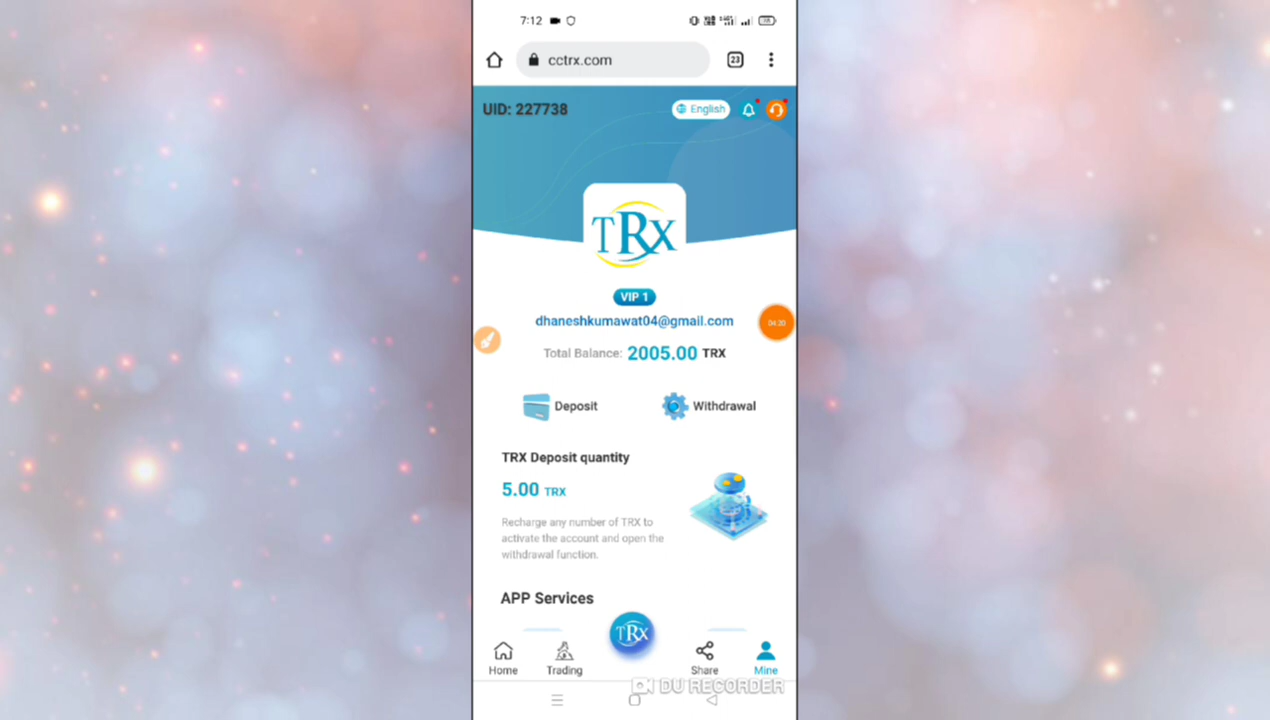 7:12
23
cctrx.com
UID: 227738
English
TRX
VIP 1
dhaneshkumawat04@gmail.com
04:20
Total Balance: 2005.00 TRX
Deposit
Withdrawal
TRX Deposit quantity
5.00 TRX
Recharge any number of TRX to
activate the account and open the
withdrawal function.
APP Services
TRX
Home
Trading
Share
Mine
DU RECORDER